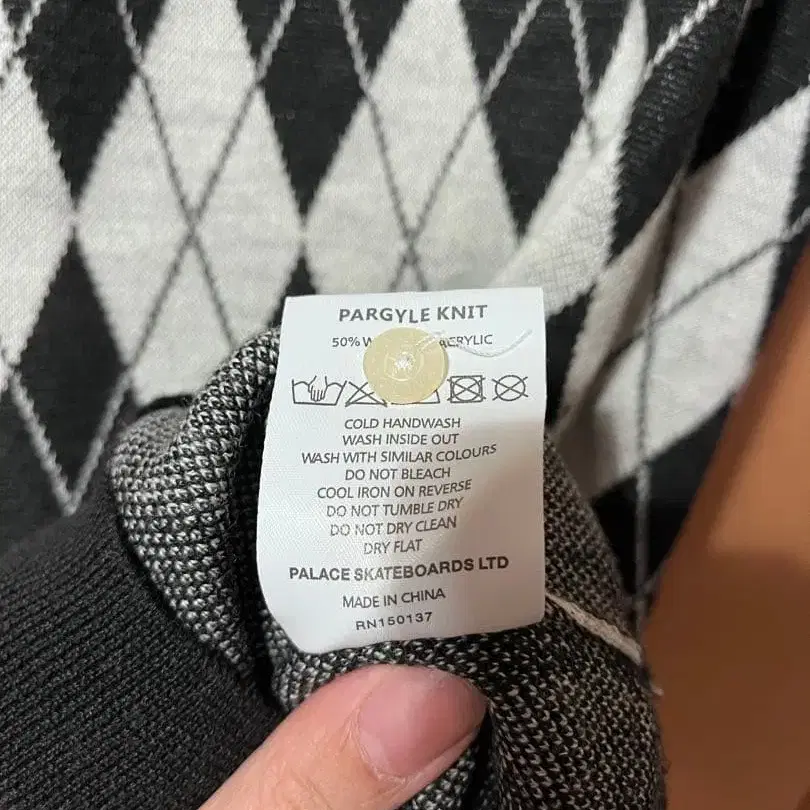 PARGYLE KNIT
50% ACRYLIC
COLD HANDWASH
WASH INSIDE OUT
WASH WITH SIMILAR COLOURS
DO NOT BLEACH
COOL IRON ON REVERSE
DO NOT TUMBLE DRY
DO NOT DRY CLEAN
DRY FLAT
PALACE SKATEBOARDS LTD
MADE IN CHINA
RN150137